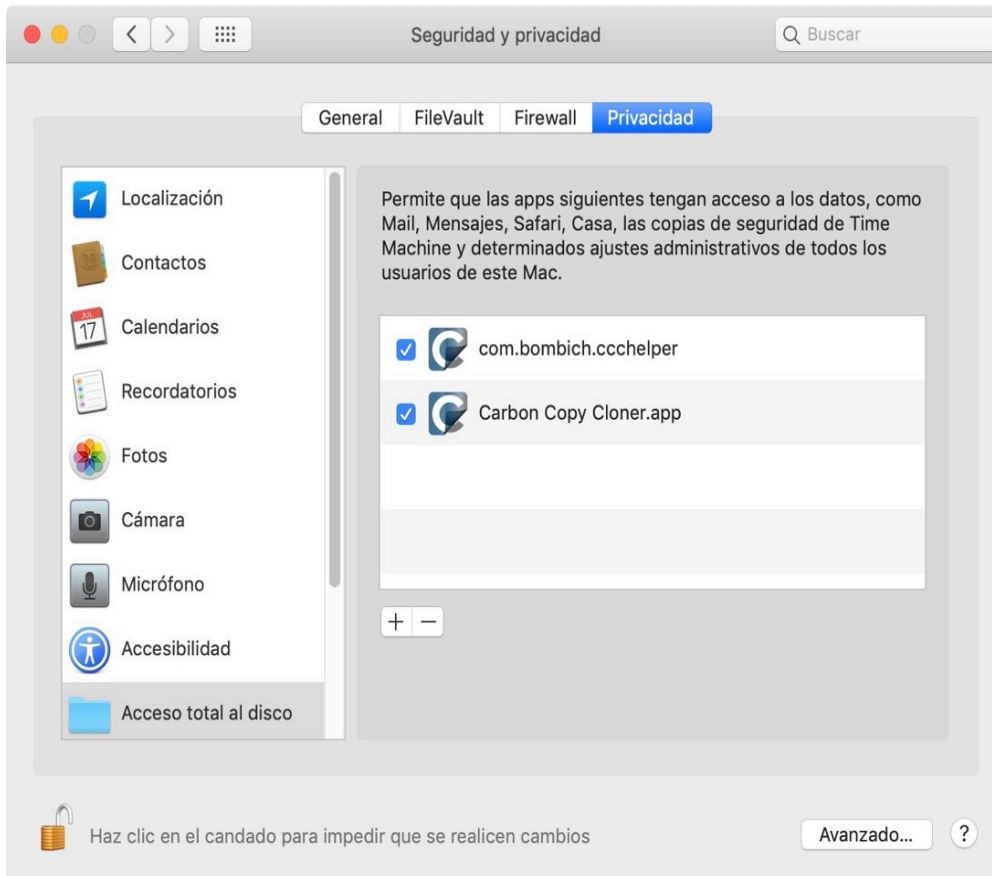 Seguridad y privacidad
Buscar
General
FileVault
Firewall
Privacidad
Localización
Contactos
JUL
17
Calendarios
Recordatorios
Fotos
Cámara
Micrófono
Accesibilidad
Acceso total al disco
Permite que las apps siguientes tengan acceso a los datos, como
Mail, Mensajes, Safari, Casa, las copias de seguridad de Time
Machine y determinados ajustes administrativos de todos los
usuarios de este Mac.
com.bombich.ccchelper
Carbon Copy Cloner.app
+
−
Haz clic en el candado para impedir que se realicen cambios
Avanzado...
?